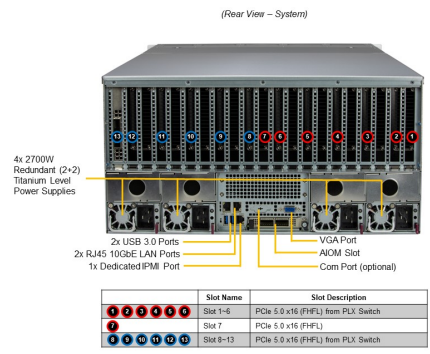 (Rear View – System)
13 12 11 10 9 8 7 6 5 4 3 2 1
4x 2700W
Redundant (2+2)
Titanium Level
Power Supplies
2x USB 3.0 Ports
2x RJ45 10GbE LAN Ports
1x Dedicated IPMI Port
VGA Port
AIOM Slot
Com Port (optional)
Slot Name Slot Description
1 2 3 4 5 6 Slot 1~6 PCIe 5.0 x16 (FHFL) from PLX Switch
7 Slot 7 PCIe 5.0 x16 (FHFL)
8 9 10 11 12 13 Slot 8~13 PCIe 5.0 x16 (FHFL) from PLX Switch